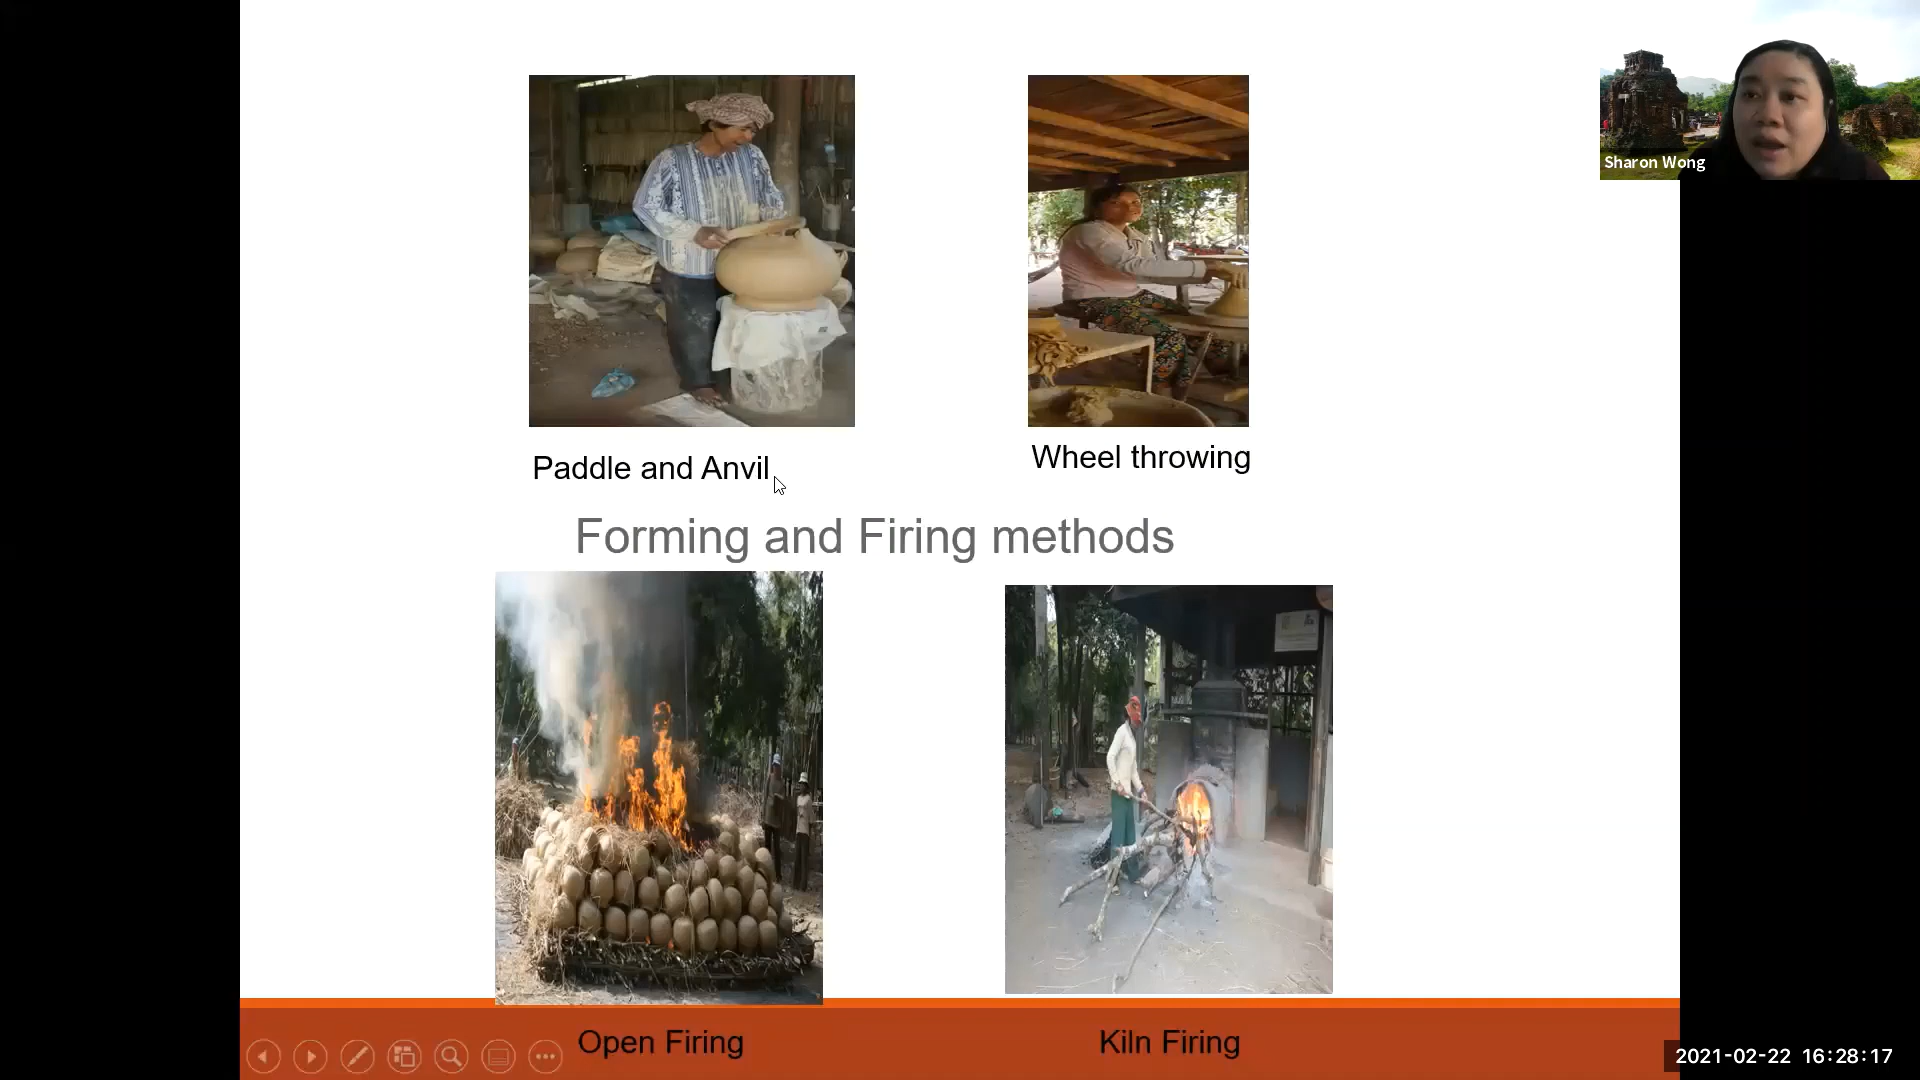 Sharon Wong
Paddle and Anvil
Wheel throwing
Forming and Firing methods
Open Firing
Kiln Firing
2021-02-22 16:28:17